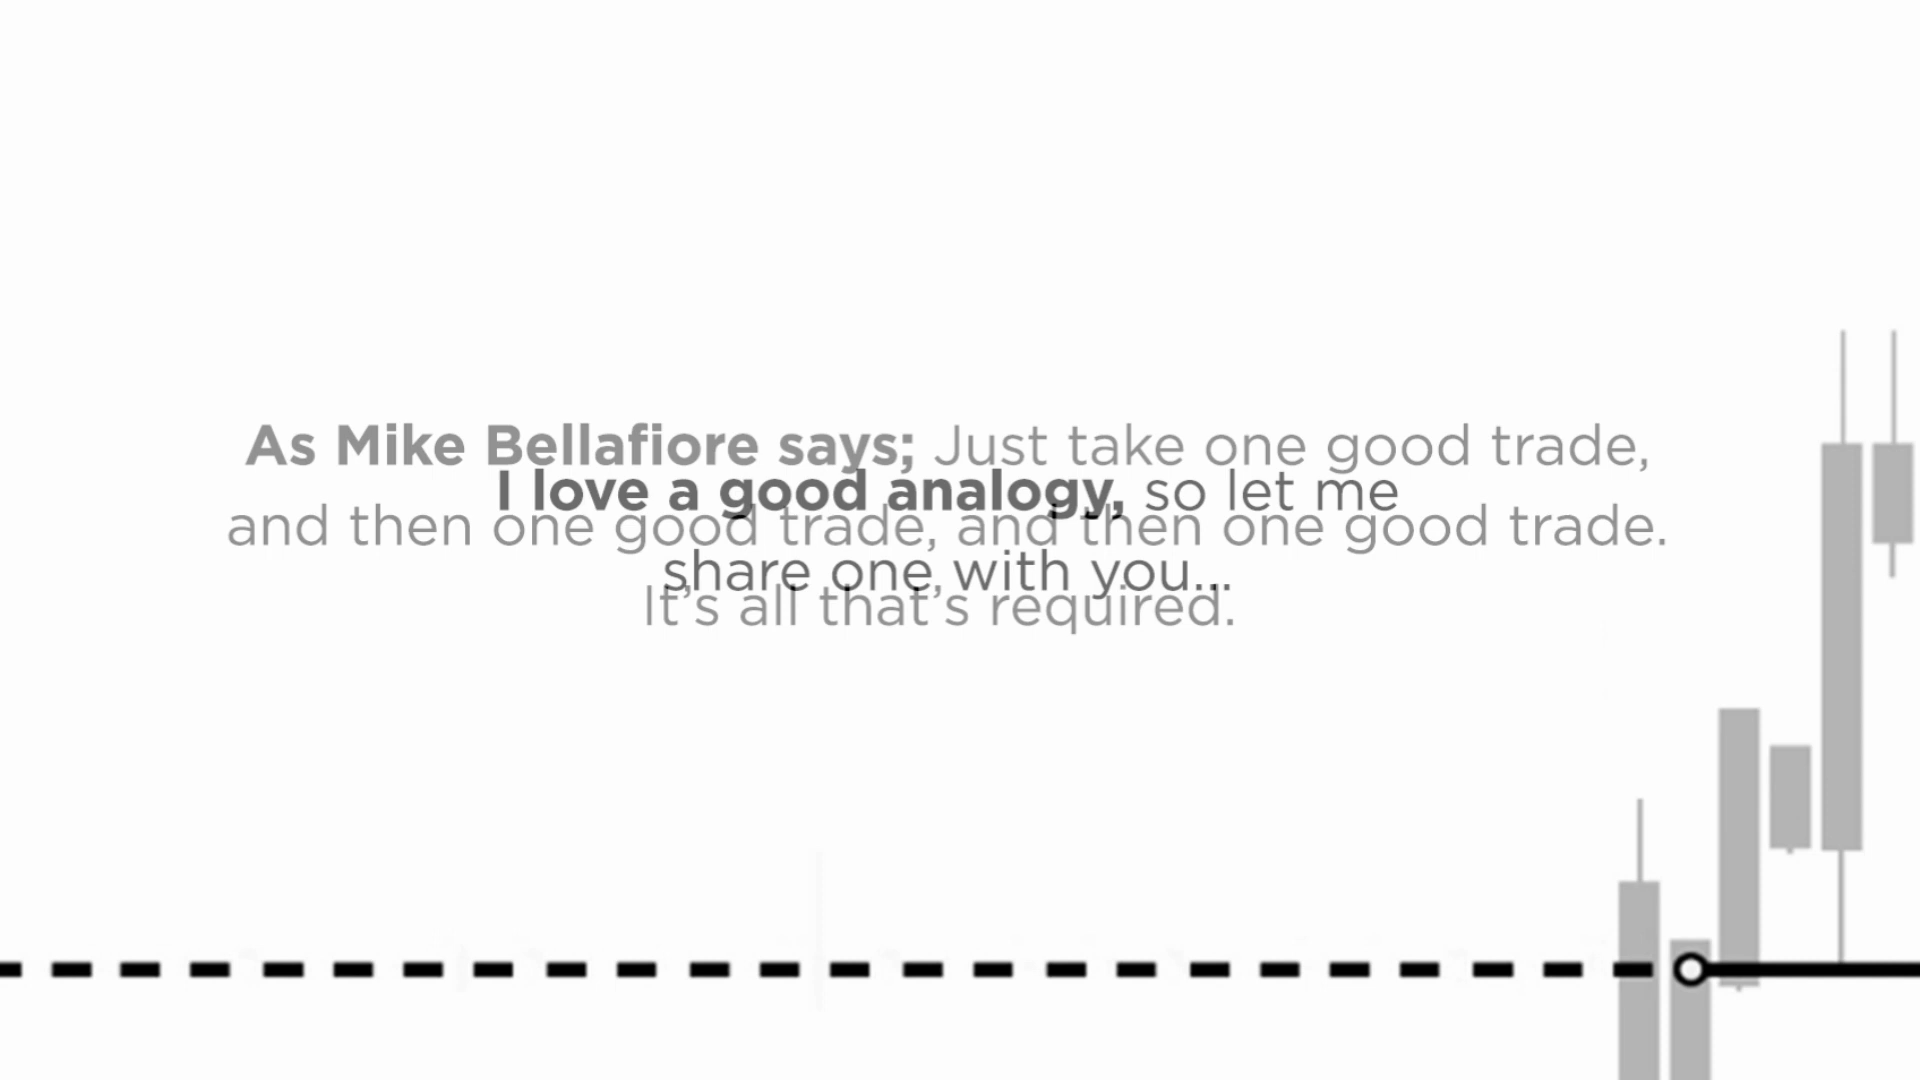 As Mike Bellafiore says; Just take one good trade,
and then one good trade, and then one good trade.
It's all that's required.
I love a good analogy, so let me
share one with you...